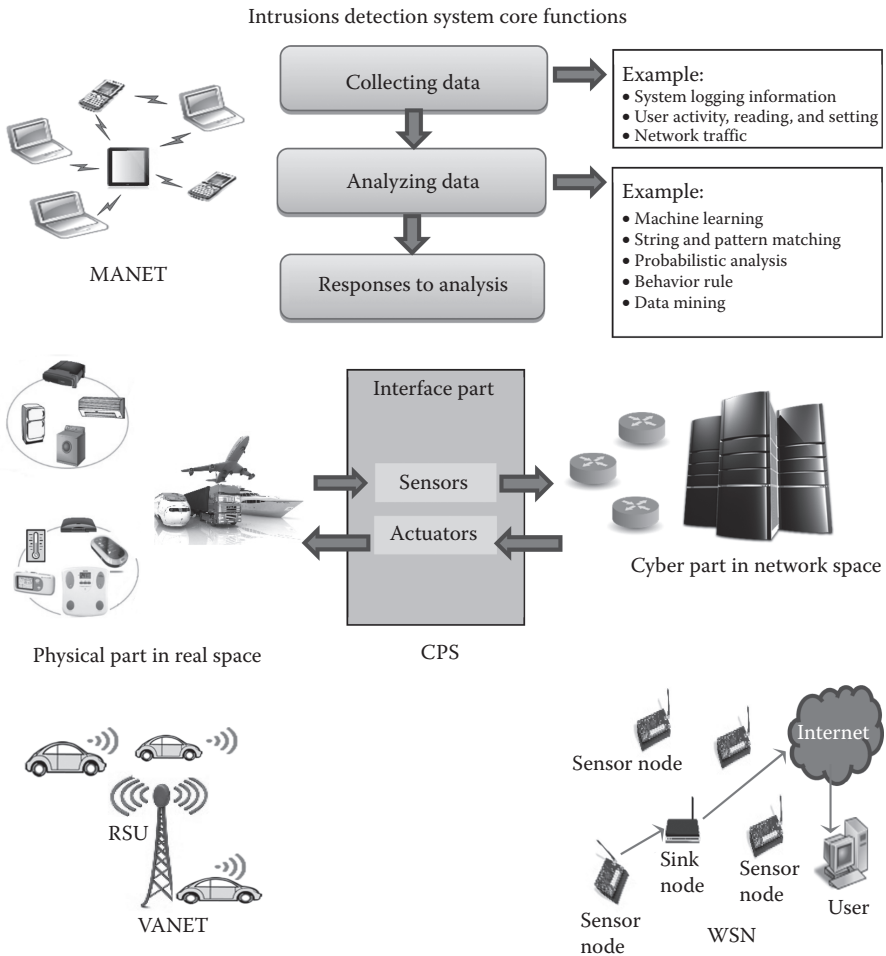 Intrusions detection system core functions
Collecting data
Example:
• System logging information
• User activity, reading, and setting
• Network traffic
Analyzing data
Example:
• Machine learning
• String and pattern matching
• Probabilistic analysis
• Behavior rule
• Data mining
Responses to analysis
MANET
Interface part
Sensors
Actuators
Cyber part in network space
Physical part in real space
CPS
RSU
VANET
Internet
Sensor node
Sink
node
Sensor
node
Sensor
node
User
WSN